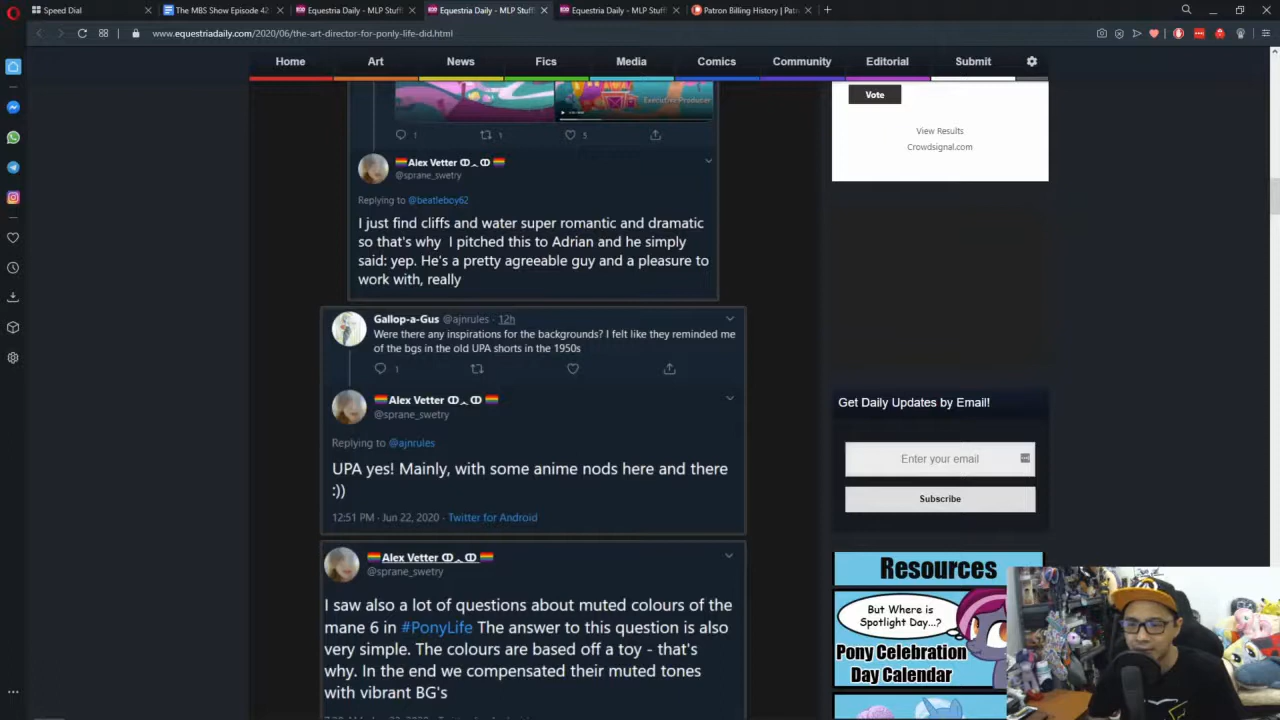 Speed Dial
The MBS Show Episode 42
Equestria Daily - MLP Stuff
Equestria Daily - MLP Stuff
Equestria Daily - MLP Stuff
Patron Billing History | Pat
www.equestriadaily.com/2020/06/the-art-director-for-ponly-life-did.html
Home
Art
News
Fics
Media
Comics
Community
Editorial
Submit
Executive Producer
1
1
5
Alex Vetter
@sprane_swetry
Replying to @beatleboy62
I just find cliffs and water super romantic and dramatic
so that's why I pitched this to Adrian and he simply
said: yep. He's a pretty agreeable guy and a pleasure to
work with, really
Gallop-a-Gus @ajnrules · 12h
Were there any inspirations for the backgrounds? I felt like they reminded me
of the bgs in the old UPA shorts in the 1950s
1
Alex Vetter
@sprane_swetry
Replying to @ajnrules
UPA yes! Mainly, with some anime nods here and there
:))
12:51 PM · Jun 22, 2020 · Twitter for Android
Alex Vetter
@sprane_swetry
I saw also a lot of questions about muted colours of the
mane 6 in #PonyLife The answer to this question is also
very simple. The colours are based off a toy - that's
why. In the end we compensated their muted tones
with vibrant BG's
Vote
View Results
Crowdsignal.com
Get Daily Updates by Email!
Enter your email
Subscribe
Resources
But Where is
Spotlight Day...?
Pony Celebration
Day Calendar